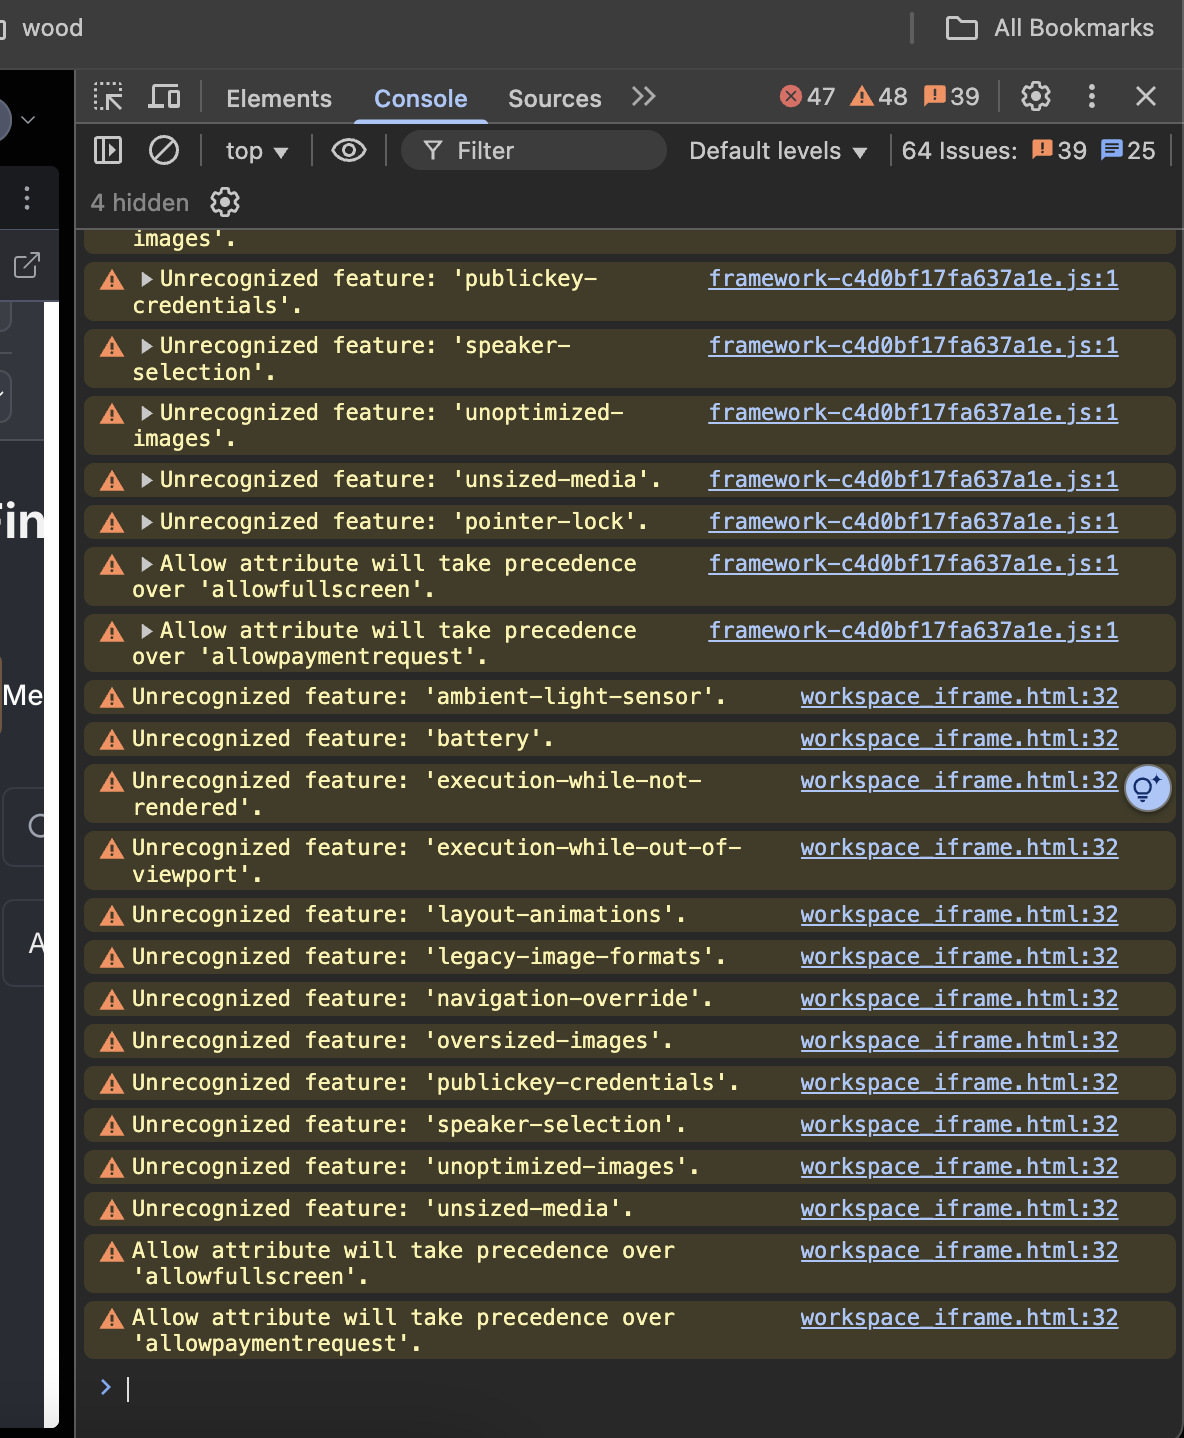 wood
All Bookmarks
Elements
Console
Sources
47
48
39
top
Filter
Default levels
64 Issues:
39
25
4 hidden
images'.
Unrecognized feature: 'publickey-
credentials'.
framework-c4d0bf17fa637a1e.js:1
Unrecognized feature: 'speaker-
selection'.
framework-c4d0bf17fa637a1e.js:1
Unrecognized feature: 'unoptimized-
images'.
framework-c4d0bf17fa637a1e.js:1
Unrecognized feature: 'unsized-media'.
framework-c4d0bf17fa637a1e.js:1
Unrecognized feature: 'pointer-lock'.
framework-c4d0bf17fa637a1e.js:1
Allow attribute will take precedence
over 'allowfullscreen'.
framework-c4d0bf17fa637a1e.js:1
Allow attribute will take precedence
over 'allowpaymentrequest'.
framework-c4d0bf17fa637a1e.js:1
Unrecognized feature: 'ambient-light-sensor'.
workspace_iframe.html:32
Unrecognized feature: 'battery'.
workspace_iframe.html:32
Unrecognized feature: 'execution-while-not-
rendered'.
workspace_iframe.html:32
Unrecognized feature: 'execution-while-out-of-
viewport'.
workspace_iframe.html:32
Unrecognized feature: 'layout-animations'.
workspace_iframe.html:32
Unrecognized feature: 'legacy-image-formats'.
workspace_iframe.html:32
Unrecognized feature: 'navigation-override'.
workspace_iframe.html:32
Unrecognized feature: 'oversized-images'.
workspace_iframe.html:32
Unrecognized feature: 'publickey-credentials'.
workspace_iframe.html:32
Unrecognized feature: 'speaker-selection'.
workspace_iframe.html:32
Unrecognized feature: 'unoptimized-images'.
workspace_iframe.html:32
Unrecognized feature: 'unsized-media'.
workspace_iframe.html:32
Allow attribute will take precedence over
'allowfullscreen'.
workspace_iframe.html:32
Allow attribute will take precedence over
'allowpaymentrequest'.
workspace_iframe.html:32
Me
A